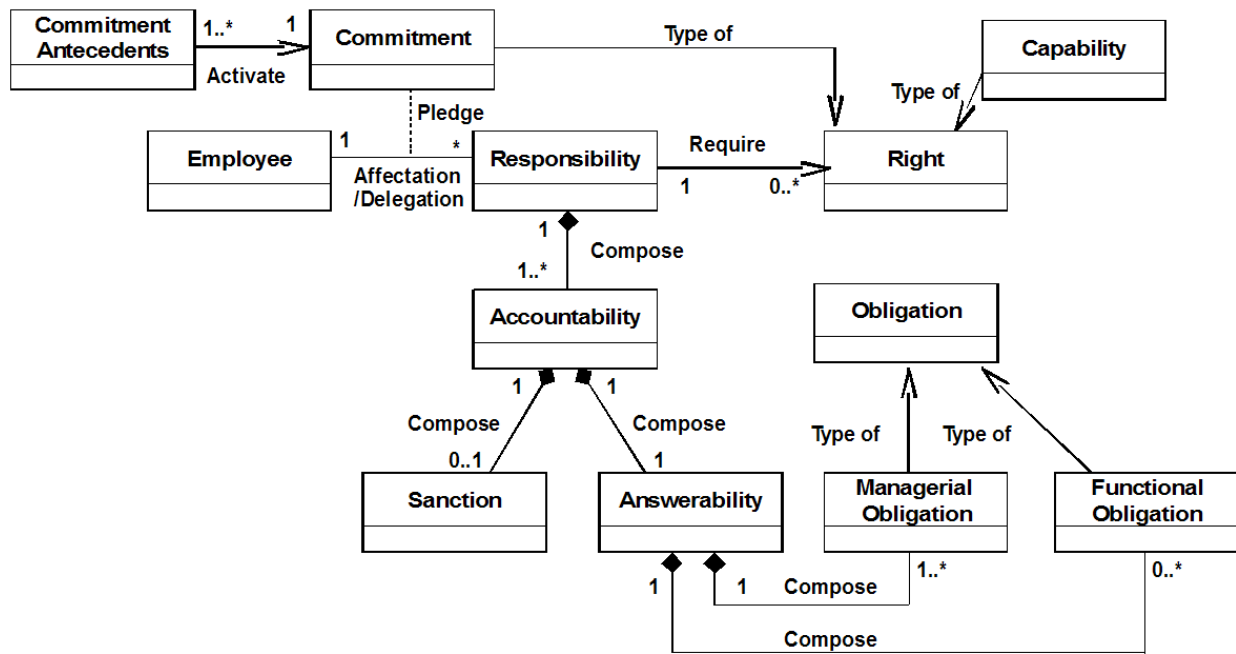 Commitment
Antecedents
1..*
1
Activate
Commitment
Type of
Capability
Type of
Pledge
Employee
1
*
Affectation
/Delegation
Responsibility
Require
1
0..*
Right
1
Compose
1..*
Accountability
Obligation
1
1
Compose
Compose
0..1
1
Type of
Type of
Sanction
Answerability
Managerial
Obligation
Functional
Obligation
1
1
Compose
1..*
0..*
Compose